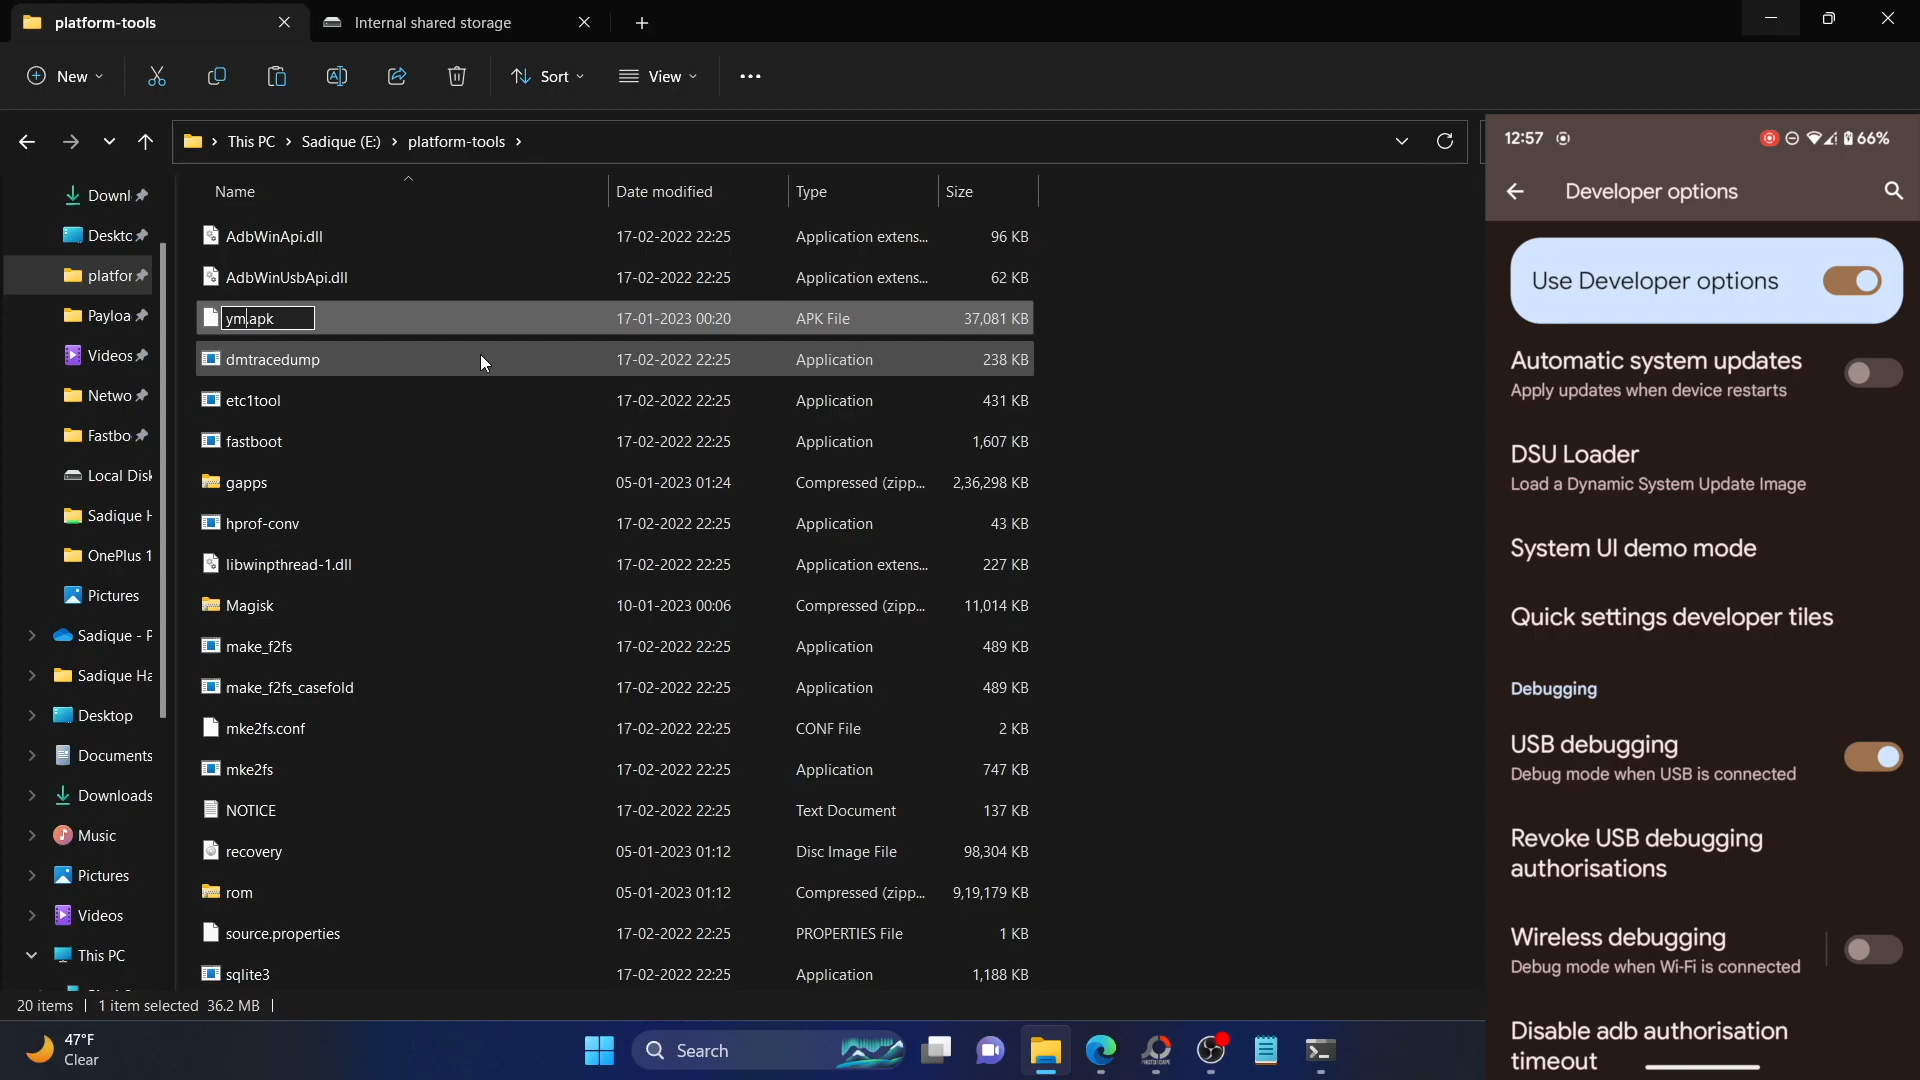 platform-tools
Internal shared storage
New
Sort
View
This PC
Sadique (E:)
platform-tools
Name
Date modified
Type
Size
AdbWinApi.dll 17-02-2022 22:25 Application extens... 96 KB
AdbWinUsbApi.dll 17-02-2022 22:25 Application extens... 62 KB
ym.apk 17-01-2023 00:20 APK File 37,081 KB
dmtracedump 17-02-2022 22:25 Application 238 KB
etc1tool 17-02-2022 22:25 Application 431 KB
fastboot 17-02-2022 22:25 Application 1,607 KB
gapps 05-01-2023 01:24 Compressed (zipp... 2,36,298 KB
hprof-conv 17-02-2022 22:25 Application 43 KB
libwinpthread-1.dll 17-02-2022 22:25 Application extens... 227 KB
Magisk 10-01-2023 00:06 Compressed (zipp... 11,014 KB
make_f2fs 17-02-2022 22:25 Application 489 KB
make_f2fs_casefold 17-02-2022 22:25 Application 489 KB
mke2fs.conf 17-02-2022 22:25 CONF File 2 KB
mke2fs 17-02-2022 22:25 Application 747 KB
NOTICE 17-02-2022 22:25 Text Document 137 KB
recovery 05-01-2023 01:12 Disc Image File 98,304 KB
rom 05-01-2023 01:12 Compressed (zipp... 9,19,179 KB
source.properties 17-02-2022 22:25 PROPERTIES File 1 KB
sqlite3 17-02-2022 22:25 Application 1,188 KB
Downl
Deskto
platfor
Payloa
Videos
Netwo
Fastbo
Local Disk
Sadique H
OnePlus 1
Pictures
Sadique - P
Sadique Ha
Desktop
Documents
Downloads
Music
Pictures
Videos
This PC
20 items
1 item selected 36.2 MB
47°F
Clear
Search
12:57
66%
Developer options
Use Developer options
Automatic system updates
Apply updates when device restarts
DSU Loader
Load a Dynamic System Update Image
System UI demo mode
Quick settings developer tiles
Debugging
USB debugging
Debug mode when USB is connected
Revoke USB debugging
authorisations
Wireless debugging
Debug mode when Wi-Fi is connected
Disable adb authorisation
timeout